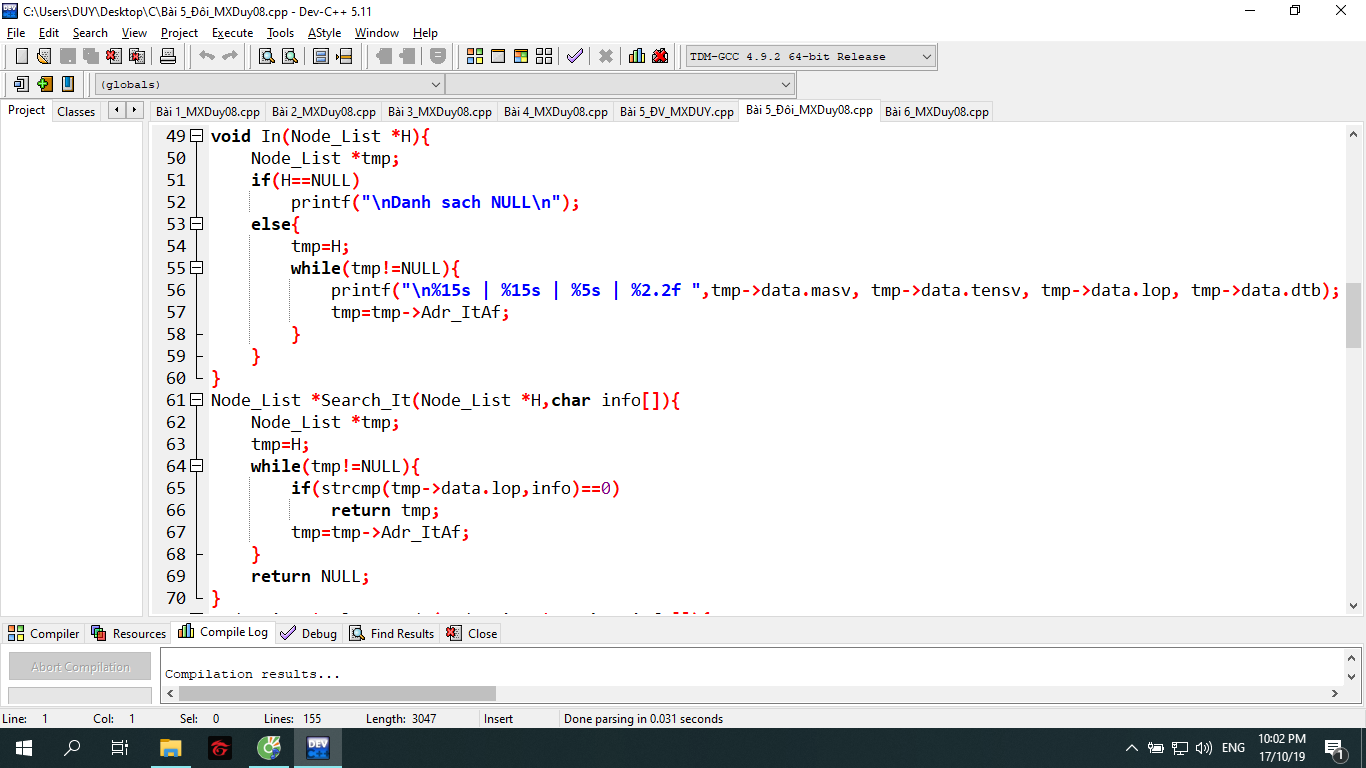 C:\Users\DUY\Desktop\C\Bài 5_Đôi_MXDuy08.cpp - Dev-C++ 5.11
File Edit Search View Project Execute Tools AStyle Window Help
TDM-GCC 4.9.2 64-bit Release
(globals)
Project Classes Bài 1_MXDuy08.cpp Bài 2_MXDuy08.cpp Bài 3_MXDuy08.cpp Bài 4_MXDuy08.cpp Bài 5_ĐV_MXDUY.cpp Bài 5_Đôi_MXDuy08.cpp Bài 6_MXDuy08.cpp
49 void In(Node_List *H){
50 Node_List *tmp;
51 if(H==NULL)
52 printf("\nDanh sach NULL\n");
53 else{
54 tmp=H;
55 while(tmp!=NULL){
56 printf("\n%15s | %15s | %5s | %2.2f ",tmp->data.masv, tmp->data.tensv, tmp->data.lop, tmp->data.dtb);
57 tmp=tmp->Adr_ItAf;
58 }
59 }
60 }
61 Node_List *Search_It(Node_List *H,char info[]){
62 Node_List *tmp;
63 tmp=H;
64 while(tmp!=NULL){
65 if(strcmp(tmp->data.lop,info)==0)
66 return tmp;
67 tmp=tmp->Adr_ItAf;
68 }
69 return NULL;
70 }
Compiler Resources Compile Log Debug Find Results Close
Abort Compilation
Compilation results...
Line: 1 Col: 1 Sel: 0 Lines: 155 Length: 3047 Insert Done parsing in 0.031 seconds
DEV C++
ENG
10:02 PM
17/10/19
1